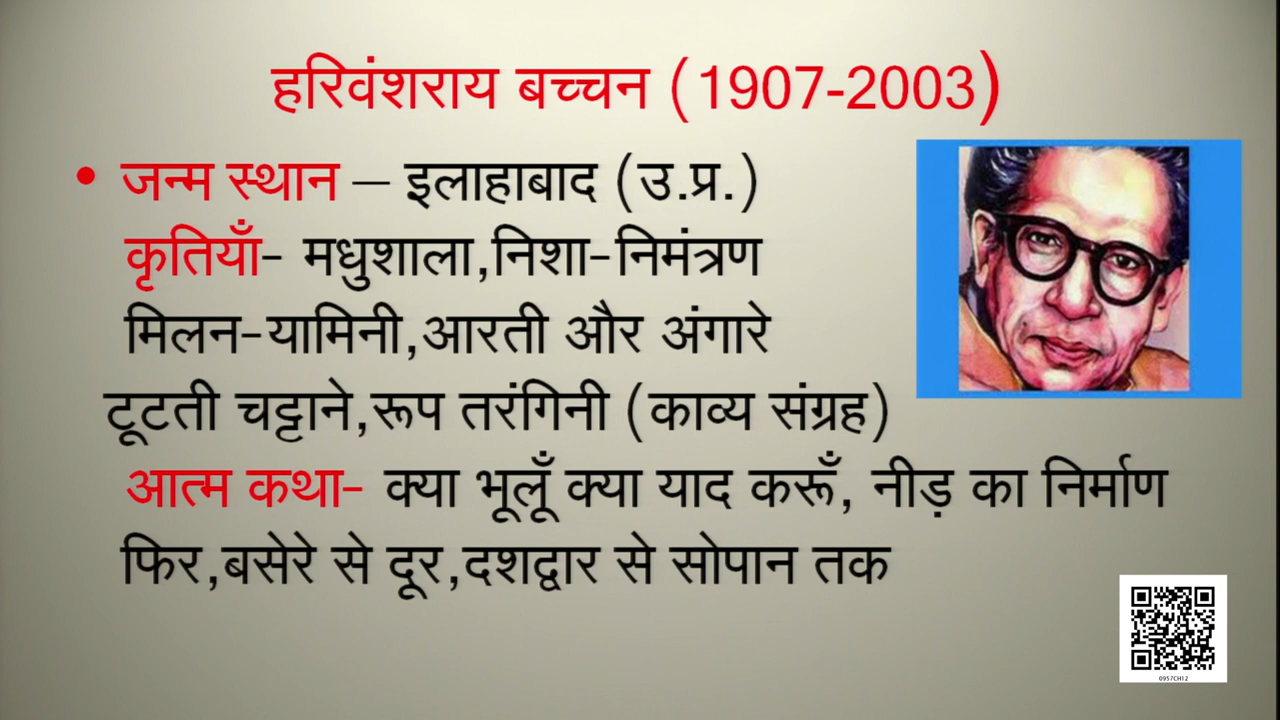 हरिवंशराय बच्चन (1907-2003)
• जन्म स्थान – इलाहाबाद (उ.प्र.)
कृतियाँ- मधुशाला,निशा-निमंत्रण
मिलन-यामिनी,आरती और अंगारे
टूटती चट्टाने,रूप तरंगिनी (काव्य संग्रह)
आत्म कथा- क्या भूलूँ क्या याद करूँ, नीड़ का निर्माण
फिर,बसेरे से दूर,दशद्वार से सोपान तक
0957CH12